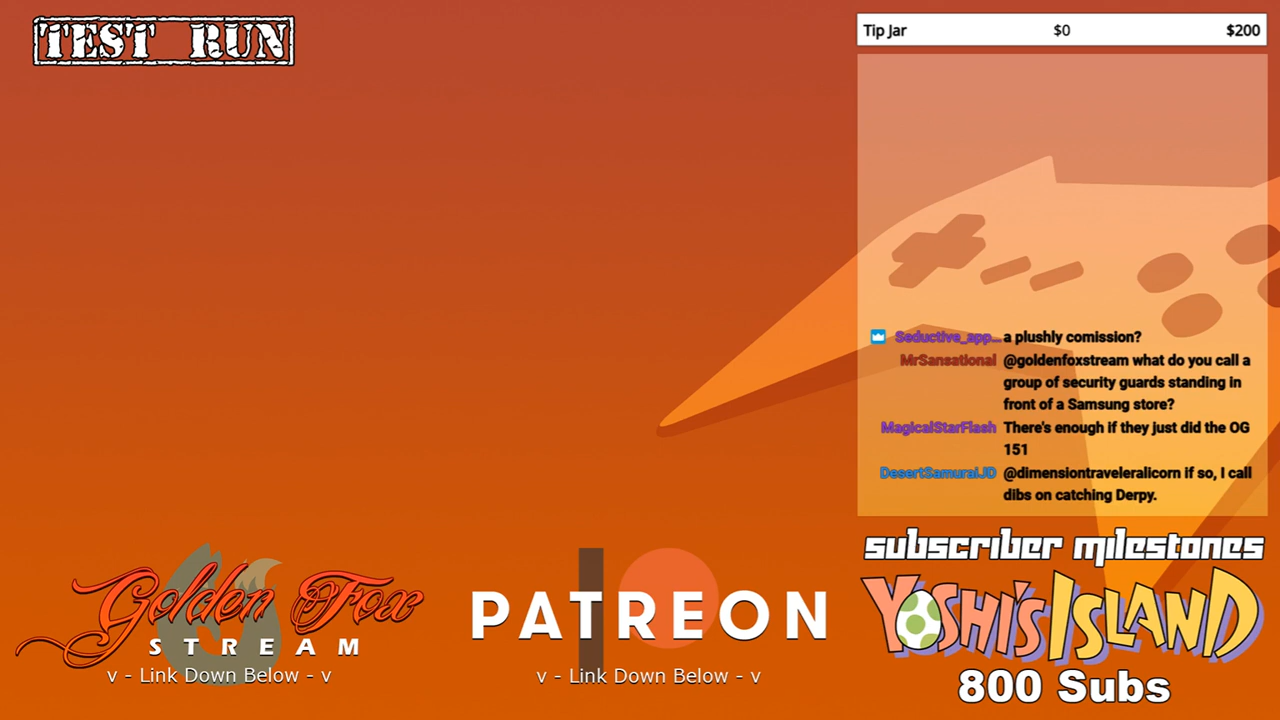 TEST RUN
Tip Jar $0 $200
Seductive_app... a plushly comission?
MrSansational @goldenfoxstream what do you call a
group of security guards standing in
front of a Samsung store?
MagicalStarFlash There's enough if they just did the OG
151
DesertSamuraiJD @dimensiontraveleralicorn if so, I call
dibs on catching Derpy.
subscriber milestones
YOSHI'S ISLAND
800 Subs
Golden Fox
STREAM
v - Link Down Below - v
PATREON
v - Link Down Below - v